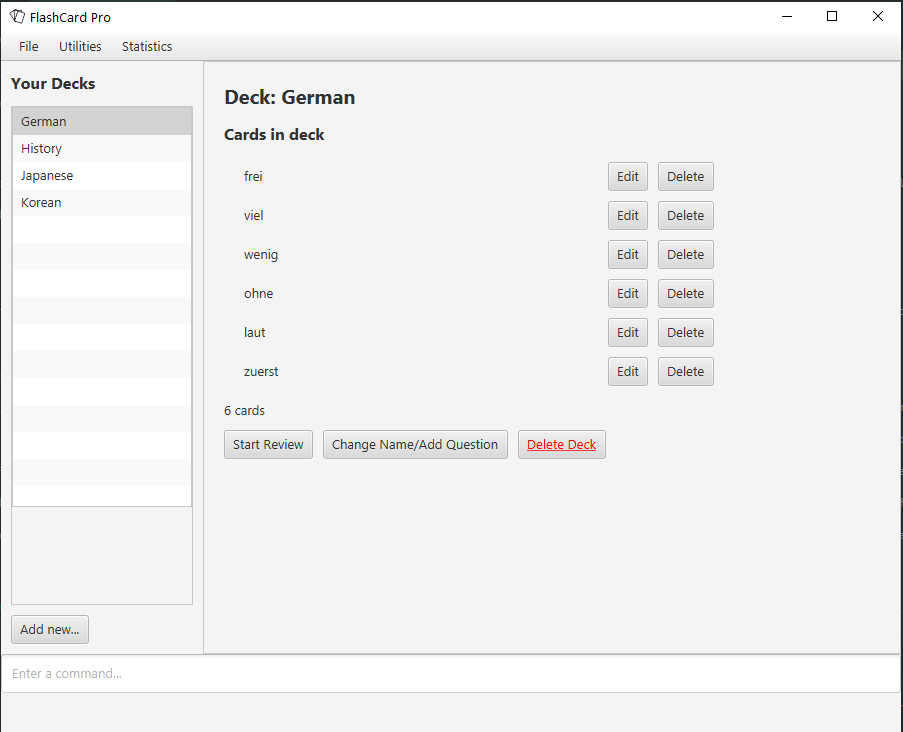 FlashCard Pro
File Utilities Statistics
Your Decks
German
History
Japanese
Korean
Add new...
Deck: German
Cards in deck
frei Edit Delete
viel Edit Delete
wenig Edit Delete
ohne Edit Delete
laut Edit Delete
zuerst Edit Delete
6 cards
Start Review Change Name/Add Question Delete Deck
Enter a command...